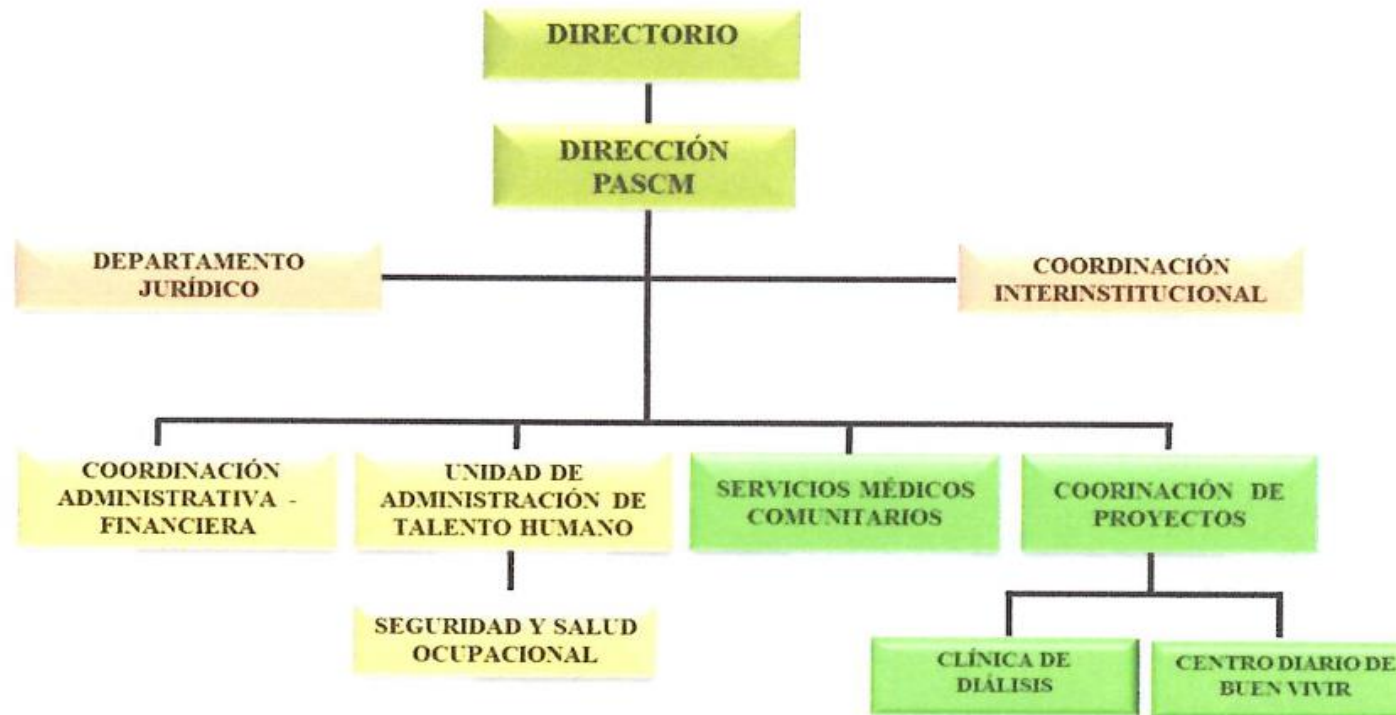 DIRECTORIO
DIRECCIÓN
PASCM
DEPARTAMENTO
JURÍDICO
COORDINACIÓN
INTERINSTITUCIONAL
COORDINACIÓN
ADMINISTRATIVA -
FINANCIERA
UNIDAD DE
ADMINISTRACIÓN DE
TALENTO HUMANO
SERVICIOS MÉDICOS
COMUNITARIOS
COORINACIÓN DE
PROYECTOS
SEGURIDAD Y SALUD
OCUPACIONAL
CLÍNICA DE
DIÁLISIS
CENTRO DIARIO DE
BUEN VIVIR